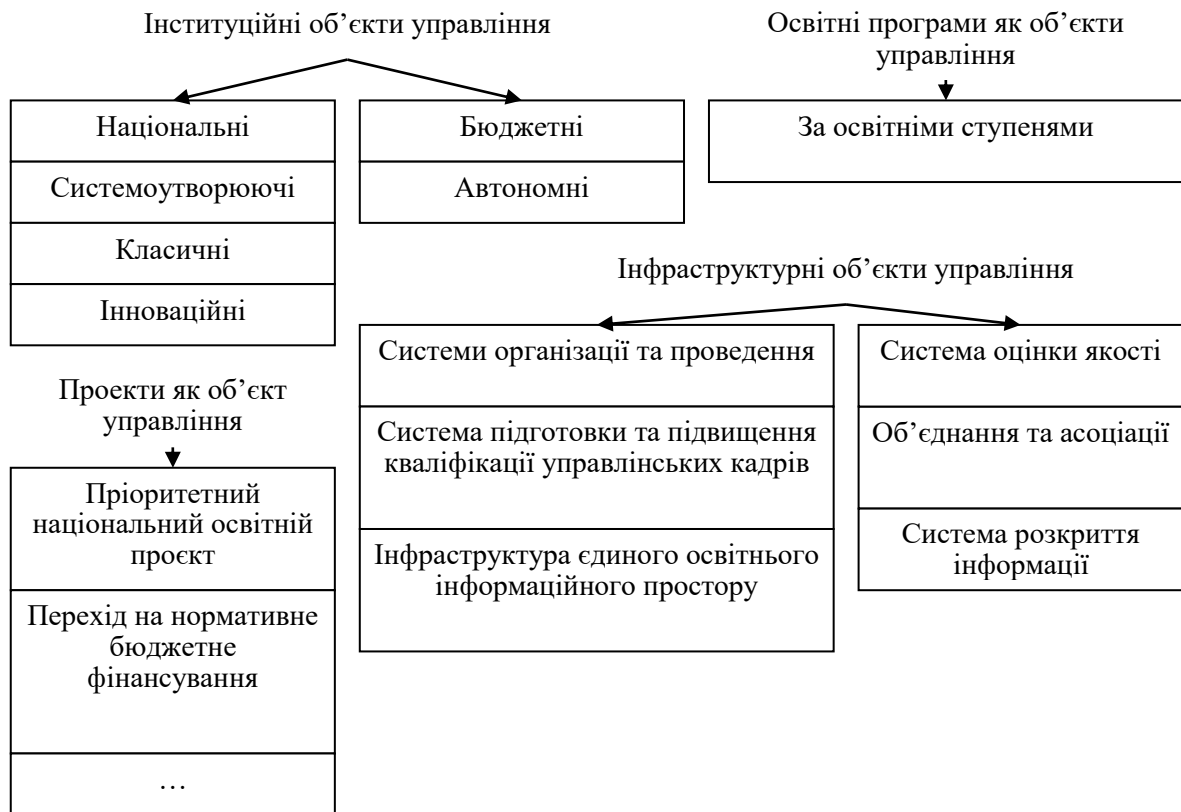 Інституційні об’єкти управління
Національні
Системоутворюючі
Класичні
Інноваційні
Бюджетні
Автономні
Освітні програми як об’єкти
управління
За освітніми ступенями
Інфраструктурні об’єкти управління
Системи організації та проведення
Система підготовки та підвищення
кваліфікації управлінських кадрів
Інфраструктура єдиного освітнього
інформаційного простору
Система оцінки якості
Об’єднання та асоціації
Система розкриття
інформації
Проекти як об’єкт
управління
Пріоритетний
національний освітній
проєкт
Перехід на нормативне
бюджетне
фінансування
…